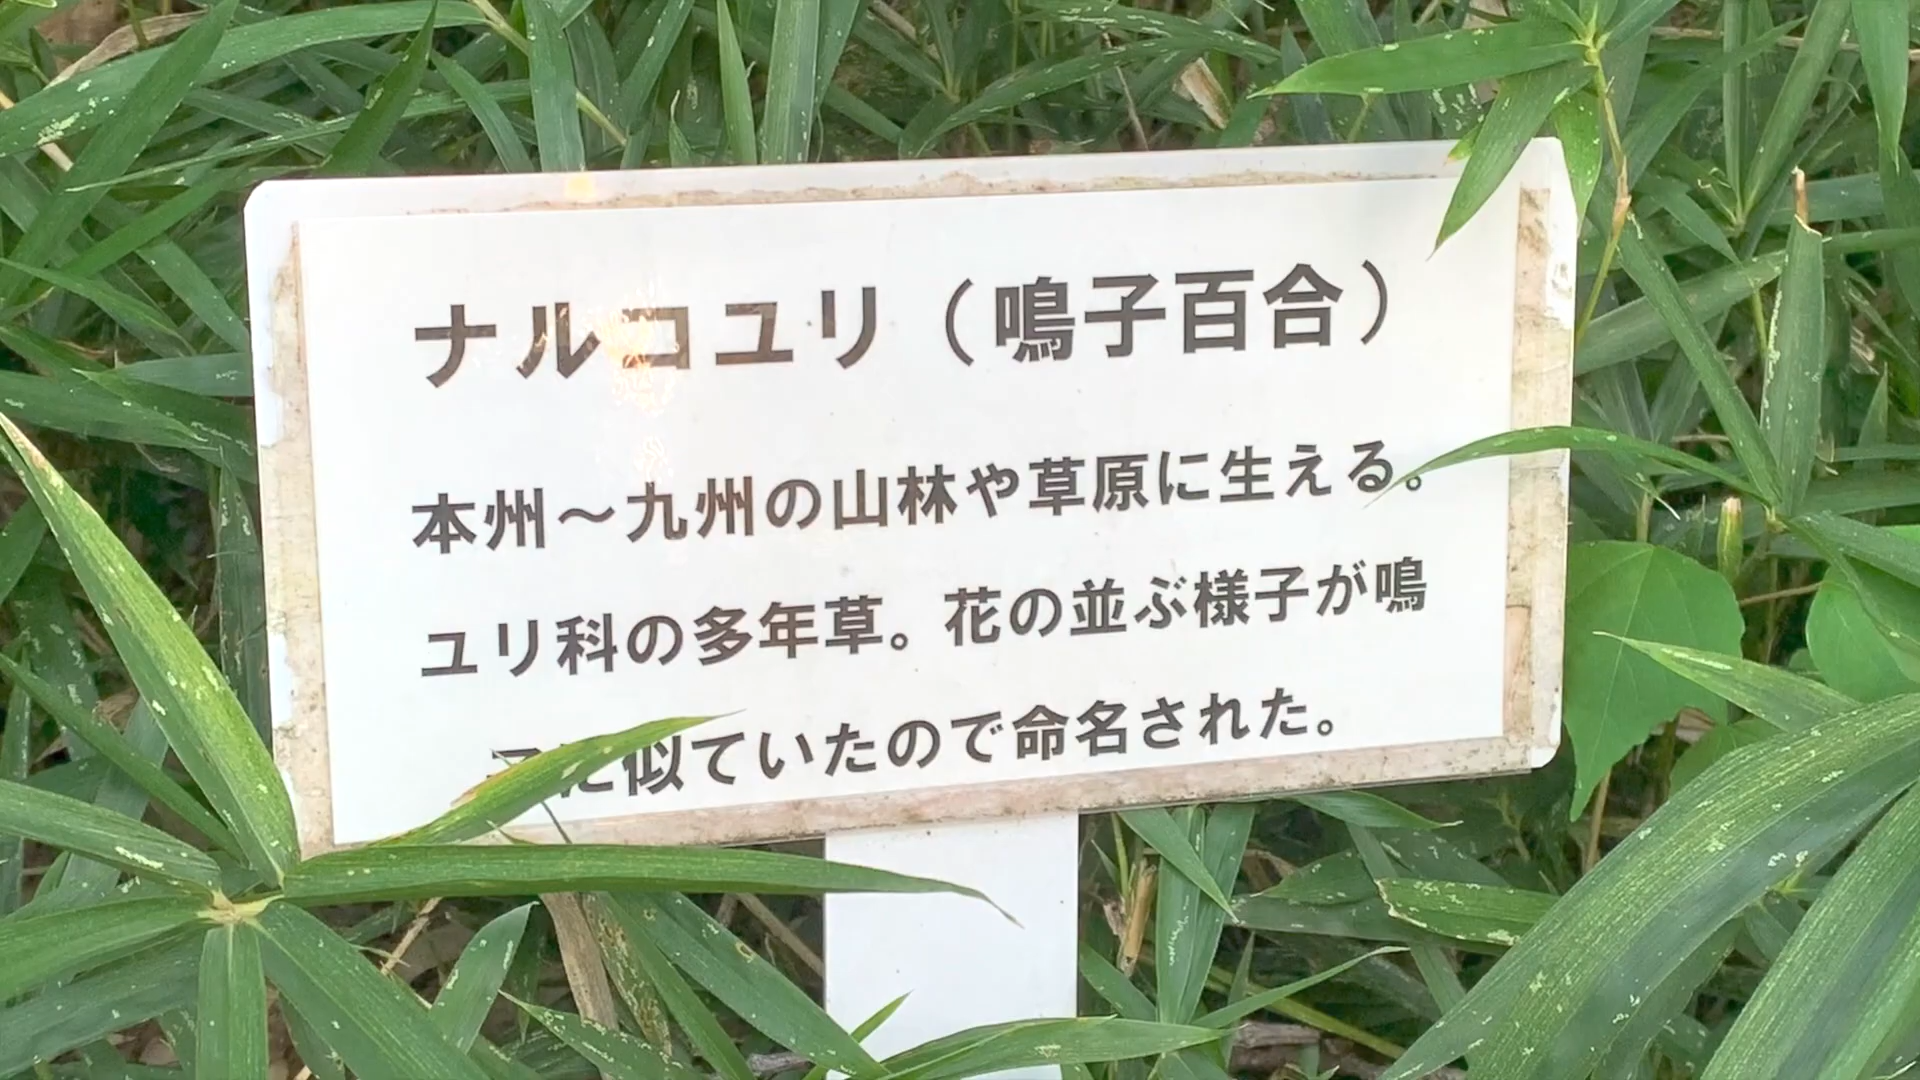 ナルコユリ（鳴子百合）
本州～九州の山林や草原に生える。
ユリ科の多年草。花の並ぶ様子が鳴
子に似ていたので命名された。